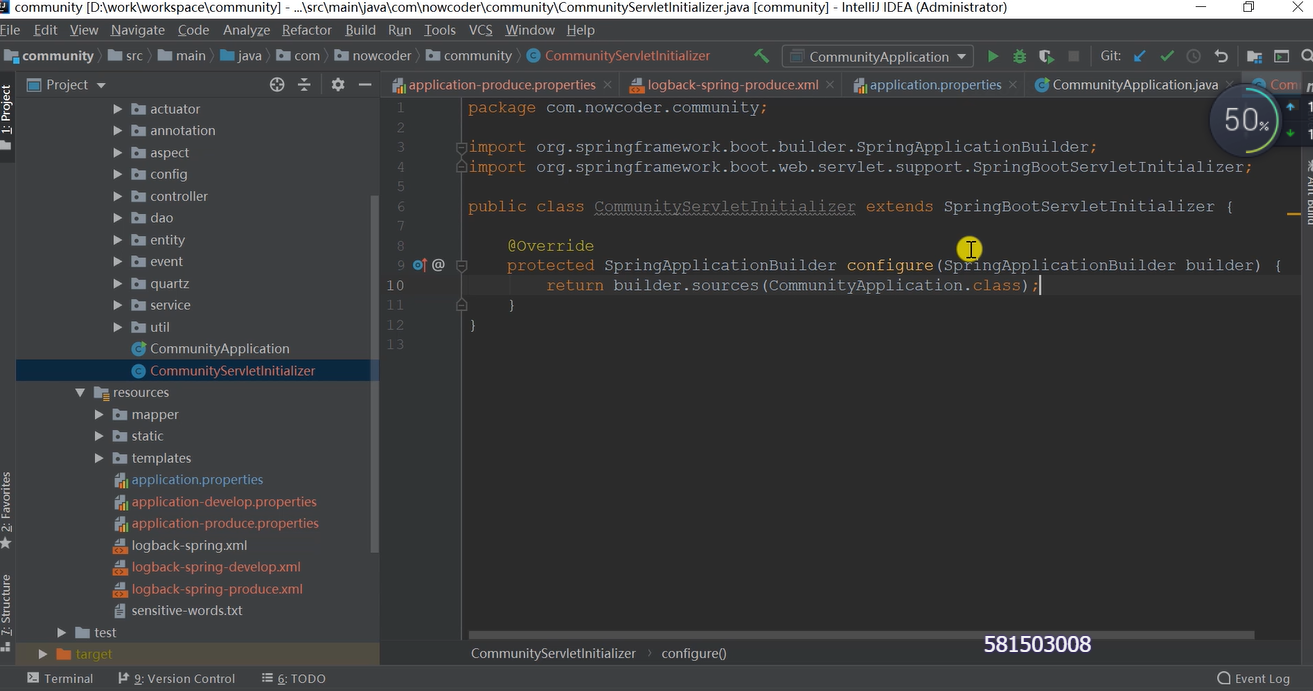 community [D:\work\workspace\community] - ...\src\main\java\com\nowcoder\community\CommunityServletInitializer.java [community] - IntelliJ IDEA (Administrator)
File Edit View Navigate Code Analyze Refactor Build Run Tools VCS Window Help
community src main java com nowcoder community CommunityServletInitializer CommunityApplication Git:
Project application-produce.properties logback-spring-produce.xml application.properties CommunityApplication.java Com
50%
1: Project
actuator
annotation
aspect
config
controller
dao
entity
event
quartz
service
util
CommunityApplication
CommunityServletInitializer
resources
mapper
static
templates
application.properties
application-develop.properties
application-produce.properties
logback-spring.xml
logback-spring-develop.xml
logback-spring-produce.xml
sensitive-words.txt
test
target
2: Favorites
7: Structure
1 package com.nowcoder.community;
2
3 import org.springframework.boot.builder.SpringApplicationBuilder;
4 import org.springframework.boot.web.servlet.support.SpringBootServletInitializer;
5
6 public class CommunityServletInitializer extends SpringBootServletInitializer {
7
8 @Override
9 protected SpringApplicationBuilder configure(SpringApplicationBuilder builder) {
10 return builder.sources(CommunityApplication.class);
11 }
12 }
13
581503008
CommunityServletInitializer configure()
Terminal 9: Version Control 6: TODO Event Log